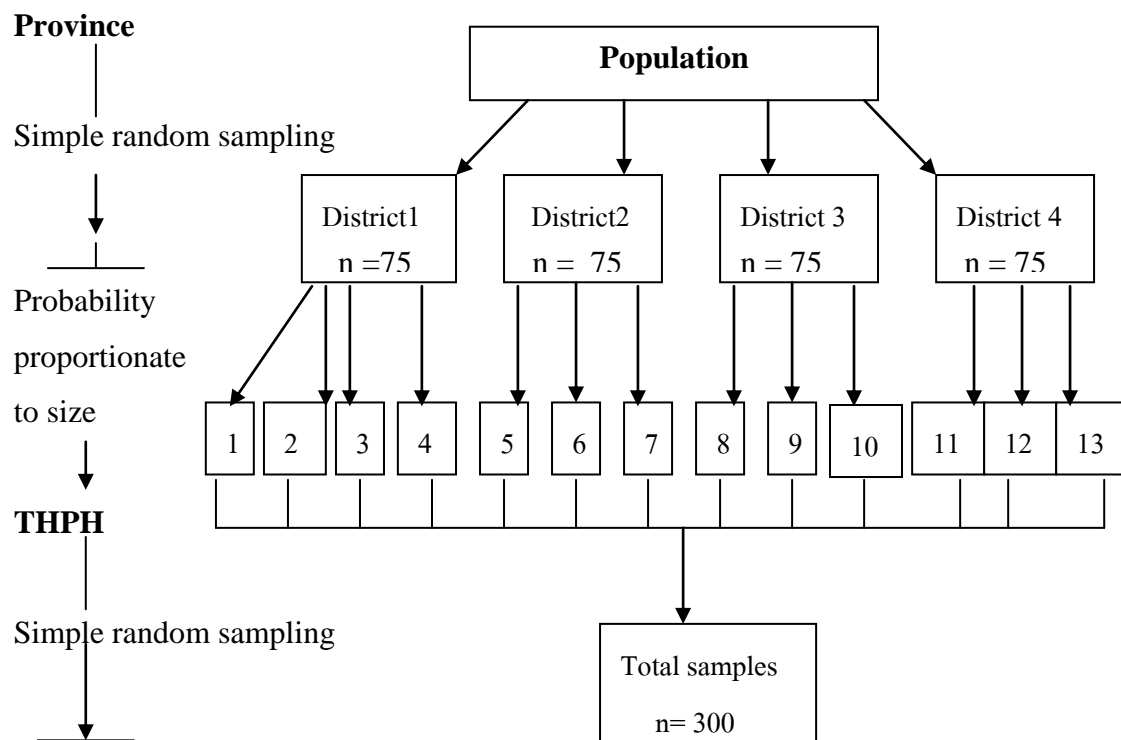 Province
Population
Simple random sampling
District1
n =75
District2
n = 75
District 3
n = 75
District 4
n = 75
Probability
proportionate
to size
1 2 3 4 5 6 7 8 9 10 11 12 13
THPH
Simple random sampling
Total samples
n= 300